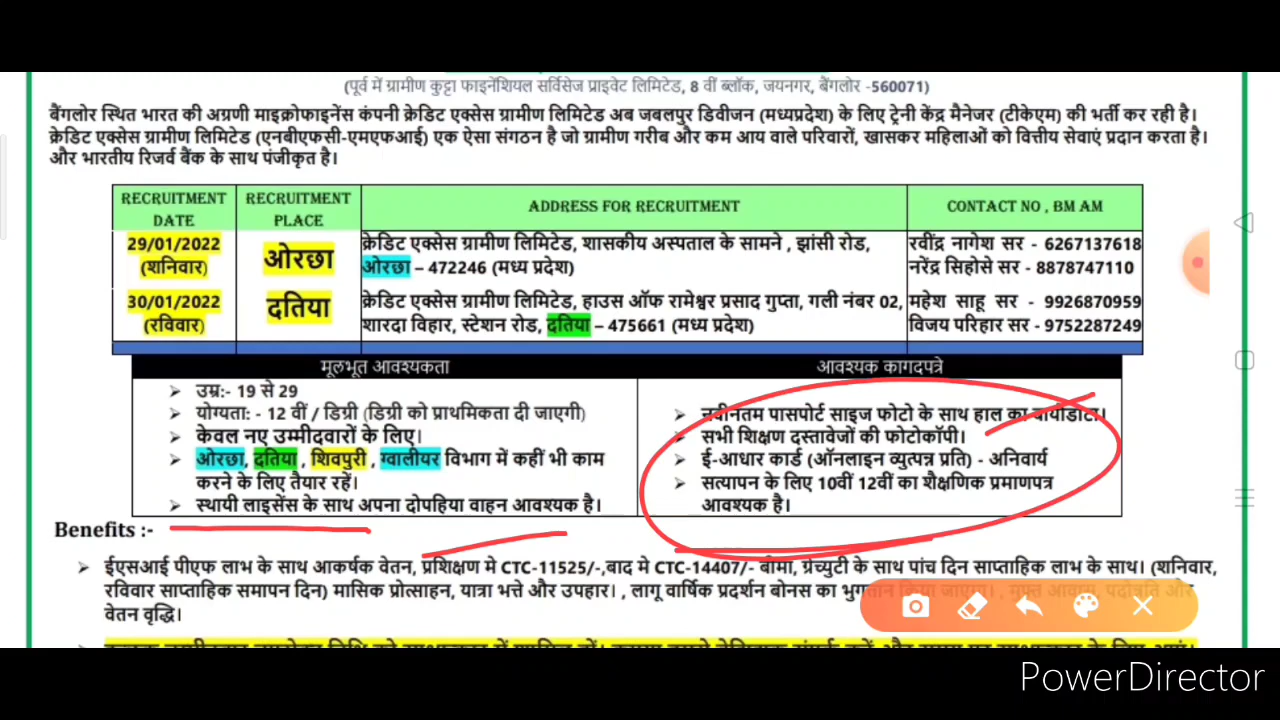 (पूर्व में ग्रामीण कुट्टा फाइनेंशियल सर्विसेज प्राइवेट लिमिटेड, 8 वीं ब्लॉक, जयनगर, बैंगलोर -560071)
बैंगलोर स्थित भारत की अग्रणी माइक्रोफाइनेंस कंपनी क्रेडिट एक्सेस ग्रामीण लिमिटेड अब जबलपुर डिवीजन (मध्यप्रदेश) के लिए ट्रेनी केंद्र मैनेजर (टीकेएम) की भर्ती कर रही है।
क्रेडिट एक्सेस ग्रामीण लिमिटेड (एनबीएफसी-एमएफआई) एक ऐसा संगठन है जो ग्रामीण गरीब और कम आय वाले परिवारों, खासकर महिलाओं को वित्तीय सेवाएं प्रदान करता है।
और भारतीय रिजर्व बैंक के साथ पंजीकृत है।
RECRUITMENT DATE RECRUITMENT PLACE ADDRESS FOR RECRUITMENT CONTACT NO , BM AM
29/01/2022 (शनिवार) ओरछा क्रेडिट एक्सेस ग्रामीण लिमिटेड, शासकीय अस्पताल के सामने , झांसी रोड, रवींद्र नागेश सर - 6267137618
ओरछा – 472246 (मध्य प्रदेश) नरेंद्र सिहोसे सर - 8878747110
30/01/2022 (रविवार) दतिया क्रेडिट एक्सेस ग्रामीण लिमिटेड, हाउस ऑफ रामेश्वर प्रसाद गुप्ता, गली नंबर 02, महेश साहू सर - 9926870959
शारदा विहार, स्टेशन रोड, दतिया – 475661 (मध्य प्रदेश) विजय परिहार सर - 9752287249
मूलभूत आवश्यकता
➢ उम्र:- 19 से 29
➢ योग्यता: - 12 वीं / डिग्री (डिग्री को प्राथमिकता दी जाएगी)
➢ केवल नए उम्मीदवारों के लिए।
➢ ओरछा, दतिया , शिवपुरी , ग्वालीयर विभाग में कहीं भी काम
करने के लिए तैयार रहें।
➢ स्थायी लाइसेंस के साथ अपना दोपहिया वाहन आवश्यक है।
आवश्यक कागदपत्रे
➢ नवीनतम पासपोर्ट साइज फोटो के साथ हाल का बायोडाटा।
➢ सभी शिक्षण दस्तावेजों की फोटोकॉपी।
➢ ई-आधार कार्ड (ऑनलाइन व्युत्पन्न प्रति) - अनिवार्य
➢ सत्यापन के लिए 10वीं 12वीं का शैक्षणिक प्रमाणपत्र
आवश्यक है।
Benefits :-
➢ ईएसआई पीएफ लाभ के साथ आकर्षक वेतन, प्रशिक्षण मे CTC-11525/-,बाद मे CTC-14407/- बीमा, ग्रेच्युटी के साथ पांच दिन साप्ताहिक लाभ के साथ। (शनिवार,
रविवार साप्ताहिक समापन दिन) मासिक प्रोत्साहन, यात्रा भत्ते और उपहार। , लागू वार्षिक प्रदर्शन बोनस का भुगतान किया जाएगा। , मुफ्त आवास, पदोन्नति और
वेतन वृद्धि।
PowerDirector